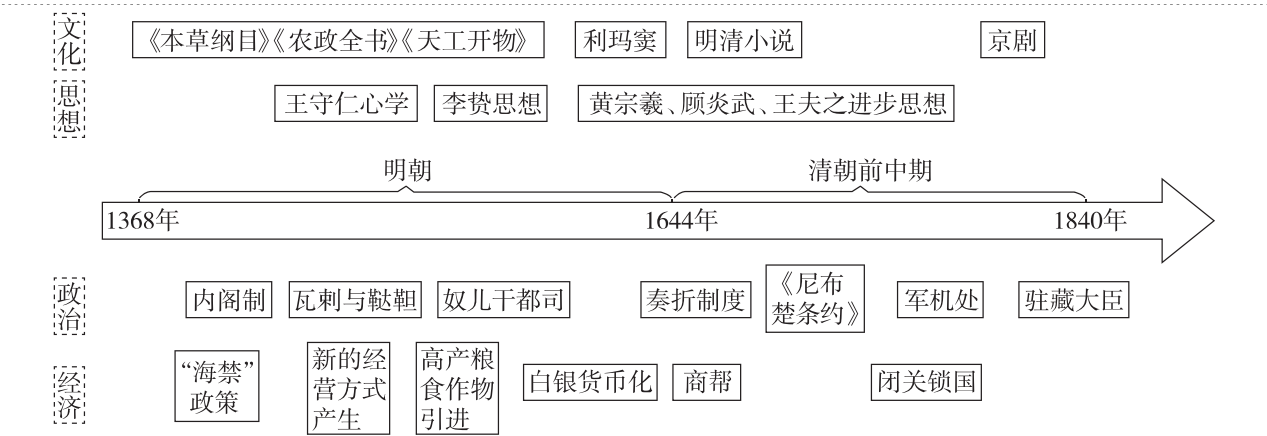 文化
《本草纲目》《农政全书》《天工开物》
利玛窦
明清小说
京剧
思想
王守仁心学
李贽思想
黄宗羲、顾炎武、王夫之进步思想
明朝
清朝前中期
1368年
1644年
1840年
政治
内阁制
瓦剌与鞑靼
奴儿干都司
奏折制度
《尼布
楚条约》
军机处
驻藏大臣
经济
“海禁”
政策
新的经
营方式
产生
高产粮
食作物
引进
白银货币化
商帮
闭关锁国